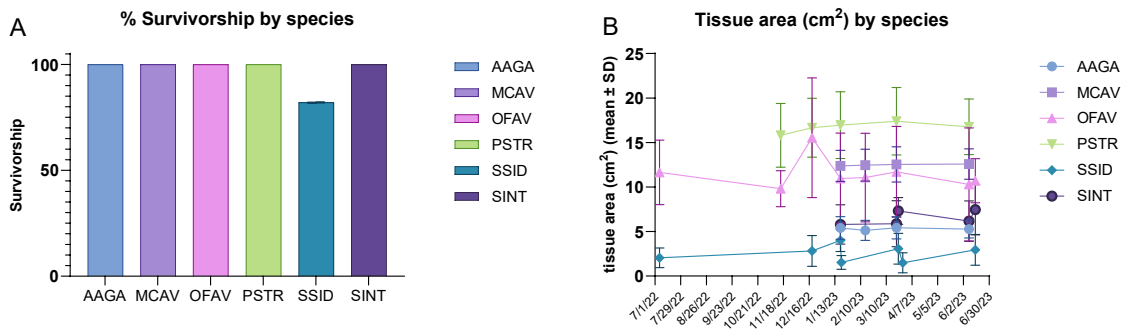 A
% Survivorship by species
Survivorship
100
50
0
AAGA
MCAV
OFAV
PSTR
SSID
SINT
AAGA
MCAV
OFAV
PSTR
SSID
SINT
B
Tissue area (cm²) by species
tissue area (cm²) (mean ± SD)
25
20
15
10
5
0
7/1/22
7/29/22
8/26/22
9/23/22
10/21/22
11/18/22
12/16/22
1/13/23
2/10/23
3/10/23
4/7/23
5/5/23
6/2/23
6/30/23
AAGA
MCAV
OFAV
PSTR
SSID
SINT